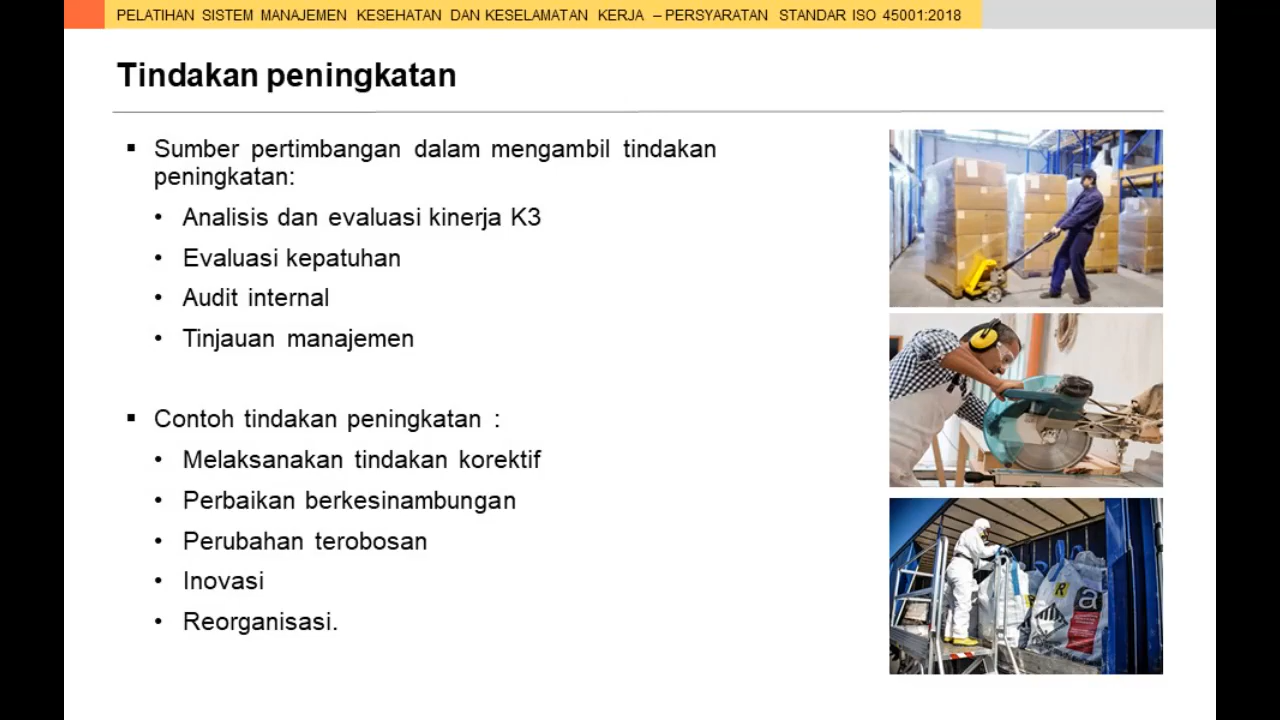 PELATIHAN SISTEM MANAJEMEN KESEHATAN DAN KESELAMATAN KERJA – PERSYARATAN STANDAR ISO 45001:2018
Tindakan peningkatan
▪ Sumber pertimbangan dalam mengambil tindakan
peningkatan:
• Analisis dan evaluasi kinerja K3
• Evaluasi kepatuhan
• Audit internal
• Tinjauan manajemen
▪ Contoh tindakan peningkatan :
• Melaksanakan tindakan korektif
• Perbaikan berkesinambungan
• Perubahan terobosan
• Inovasi
• Reorganisasi.
R
a